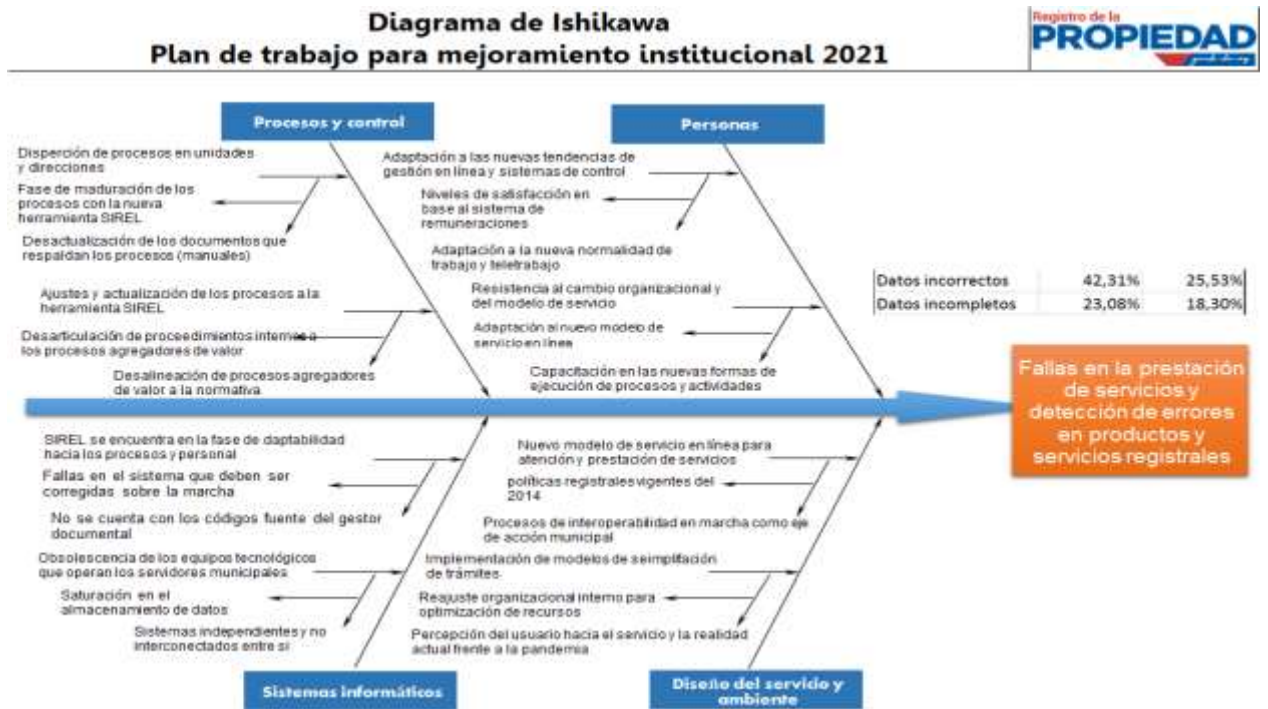 Diagrama de Ishikawa
Plan de trabajo para mejoramiento institucional 2021
Registro de la
PROPIEDAD
Procesos y control
Disperción de procesos en unidades
y direcciones
Fase de maduración de los
procesos con la nueva
herramienta SIREL
Desactualización de los documentos que
respaldan los procesos (manuales)
Ajustes y actualización de los procesos a la
herramienta SIREL
Desarticulación de proceedimientos internos a
los procesos agregadores de valor
Desalineación de procesos agregadores
de valor a la normativa
Personas
Adaptación a las nuevas tendencias de
gestión en línea y sistemas de control
Niveles de satisfacción en
base al sistema de
remuneraciones
Adaptación a la nueva normalidad de
trabajo y teletrabajo
Resistencia al cambio organizacional y
del modelo de servicio
Adaptación al nuevo modelo de
servicio en línea
Capacitación en las nuevas formas de
ejecución de procesos y actividades
Datos incorrectos 42,31% 25,53%
Datos incompletos 23,08% 18,30%
Fallas en la prestación
de servicios y
detección de errores
en productos y
servicios registrales
SIREL se encuentra en la fase de daptabilidad
hacia los procesos y personal
Fallas en el sistema que deben ser
corregidas sobre la marcha
No se cuenta con los códigos fuente del gestor
documental
Obsolescencia de los equipos tecnológicos
que operan los servidores municipales
Saturación en el
almacenamiento de datos
Sistemas independientes y no
interconectados entre si
Sistemas informáticos
Nuevo modelo de servicio en línea para
atención y prestación de servicios
políticas registrales vigentes del
2014
Procesos de interoperabilidad en marcha como eje
de acción municipal
Implementación de modelos de seimplifación
de trámites
Reajuste organizacional interno para
optimización de recursos
Percepción del usuario hacia el servicio y la realidad
actual frente a la pandemia
Diseño del servicio y
ambiente